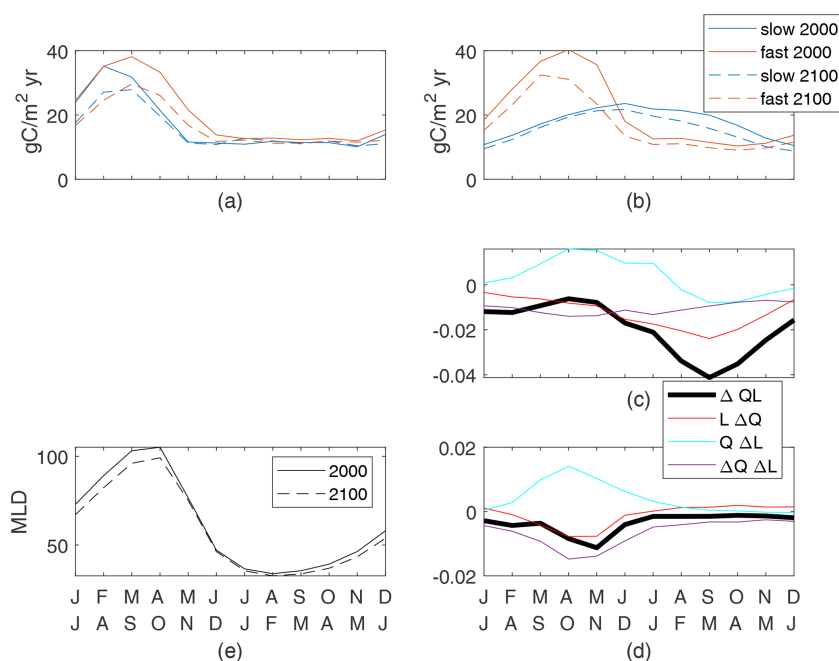 40
20
0
gC/m² yr
(a)
40
20
0
gC/m² yr
(b)
slow 2000
fast 2000
slow 2100
fast 2100
0
-0.02
-0.04
(c)
Δ QL
L ΔQ
Q ΔL
ΔQ ΔL
100
50
MLD
2000
2100
J F M A M J J A S O N D
J A S O N D J F M A M J
(e)
0.02
0
-0.02
J F M A M J J A S O N D
J A S O N D J F M A M J
(d)